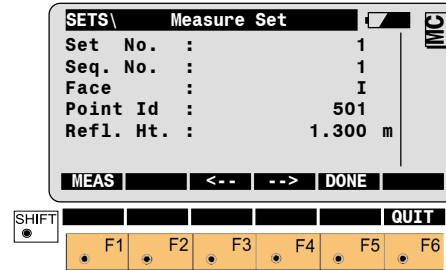 SETS\ Measure Set
MC
Set No. : 1
Seq. No. : 1
Face : I
Point Id : 501
Refl. Ht. : 1.300 m
MEAS <-- --> DONE
SHIFT QUIT
F1 F2 F3 F4 F5 F6